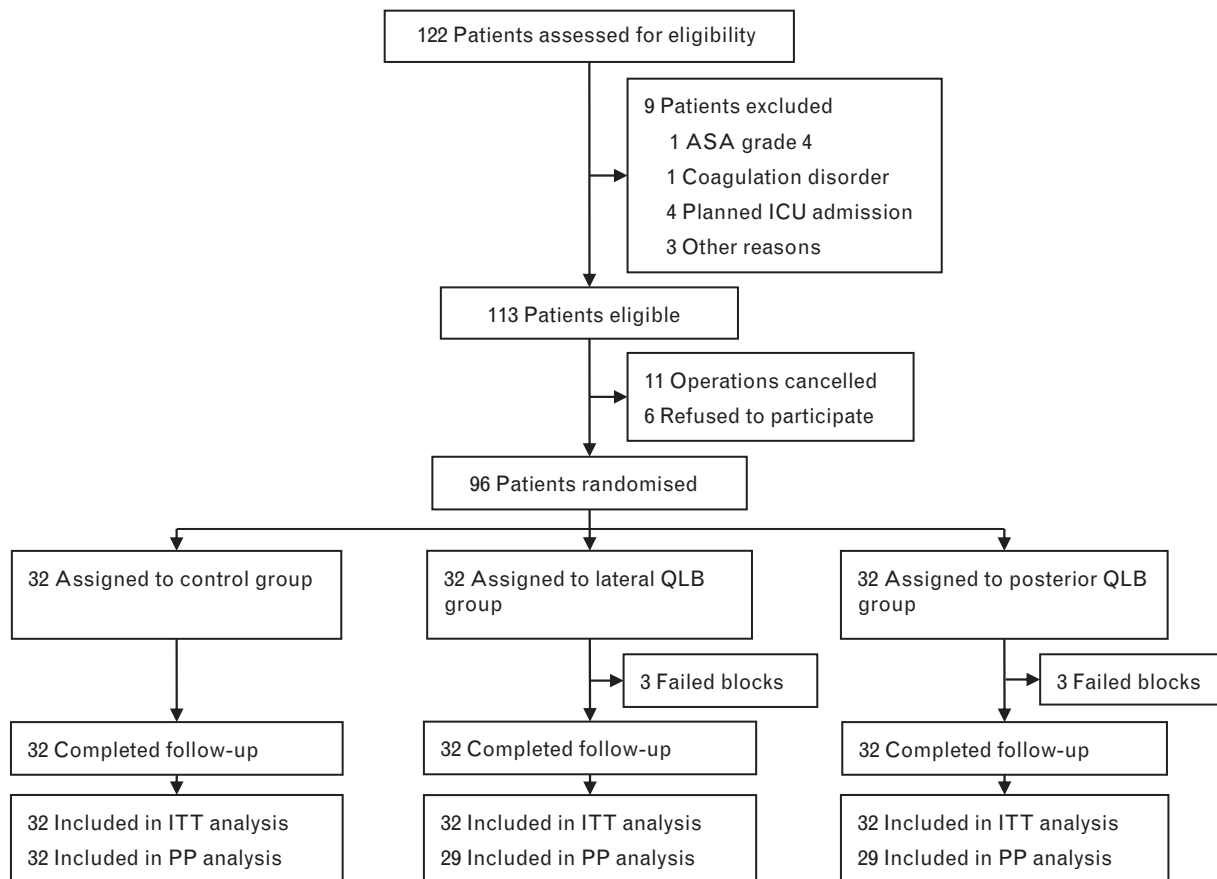 122 Patients assessed for eligibility
9 Patients excluded
1 ASA grade 4
1 Coagulation disorder
4 Planned ICU admission
3 Other reasons
113 Patients eligible
11 Operations cancelled
6 Refused to participate
96 Patients randomised
32 Assigned to control group
32 Assigned to lateral QLB
group
32 Assigned to posterior QLB
group
3 Failed blocks
3 Failed blocks
32 Completed follow-up
32 Completed follow-up
32 Completed follow-up
32 Included in ITT analysis
32 Included in PP analysis
32 Included in ITT analysis
29 Included in PP analysis
32 Included in ITT analysis
29 Included in PP analysis